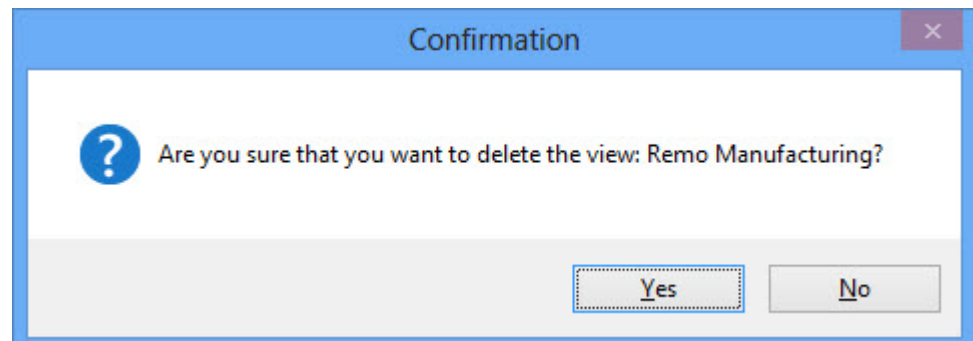 Confirmation
Are you sure that you want to delete the view: Remo Manufacturing?
Yes No